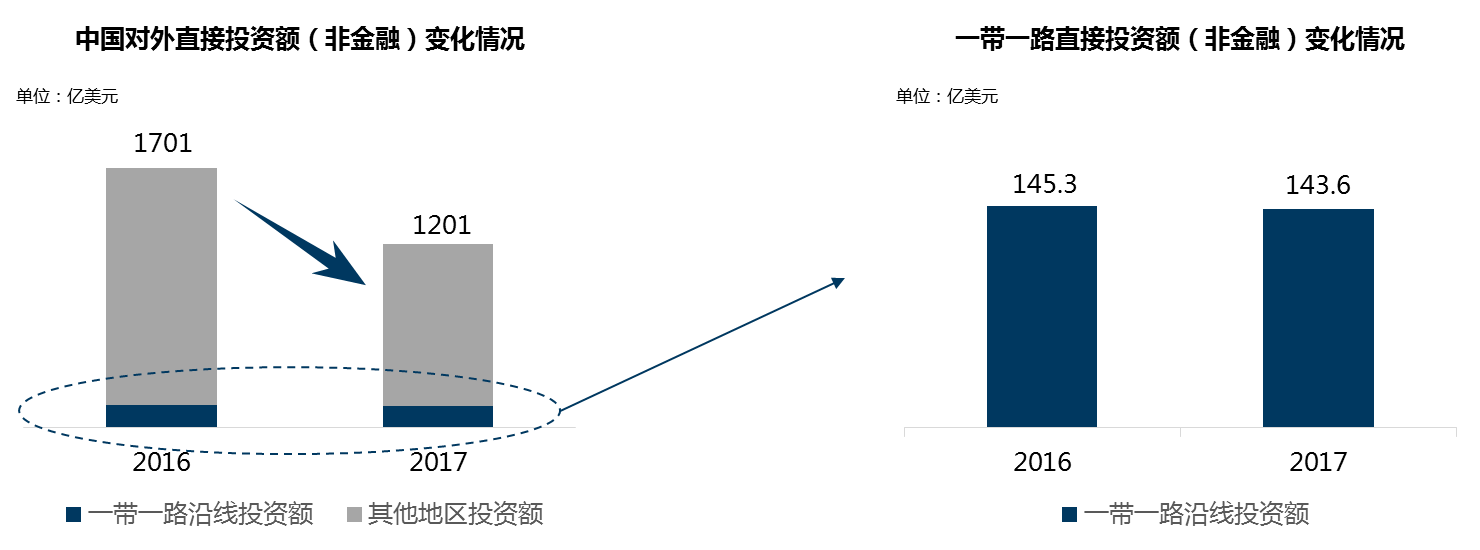 中国对外直接投资额（非金融）变化情况
单位：亿美元
1701
1201
2016
2017
一带一路沿线投资额
其他地区投资额
一带一路直接投资额（非金融）变化情况
单位：亿美元
145.3
143.6
2016
2017
一带一路沿线投资额